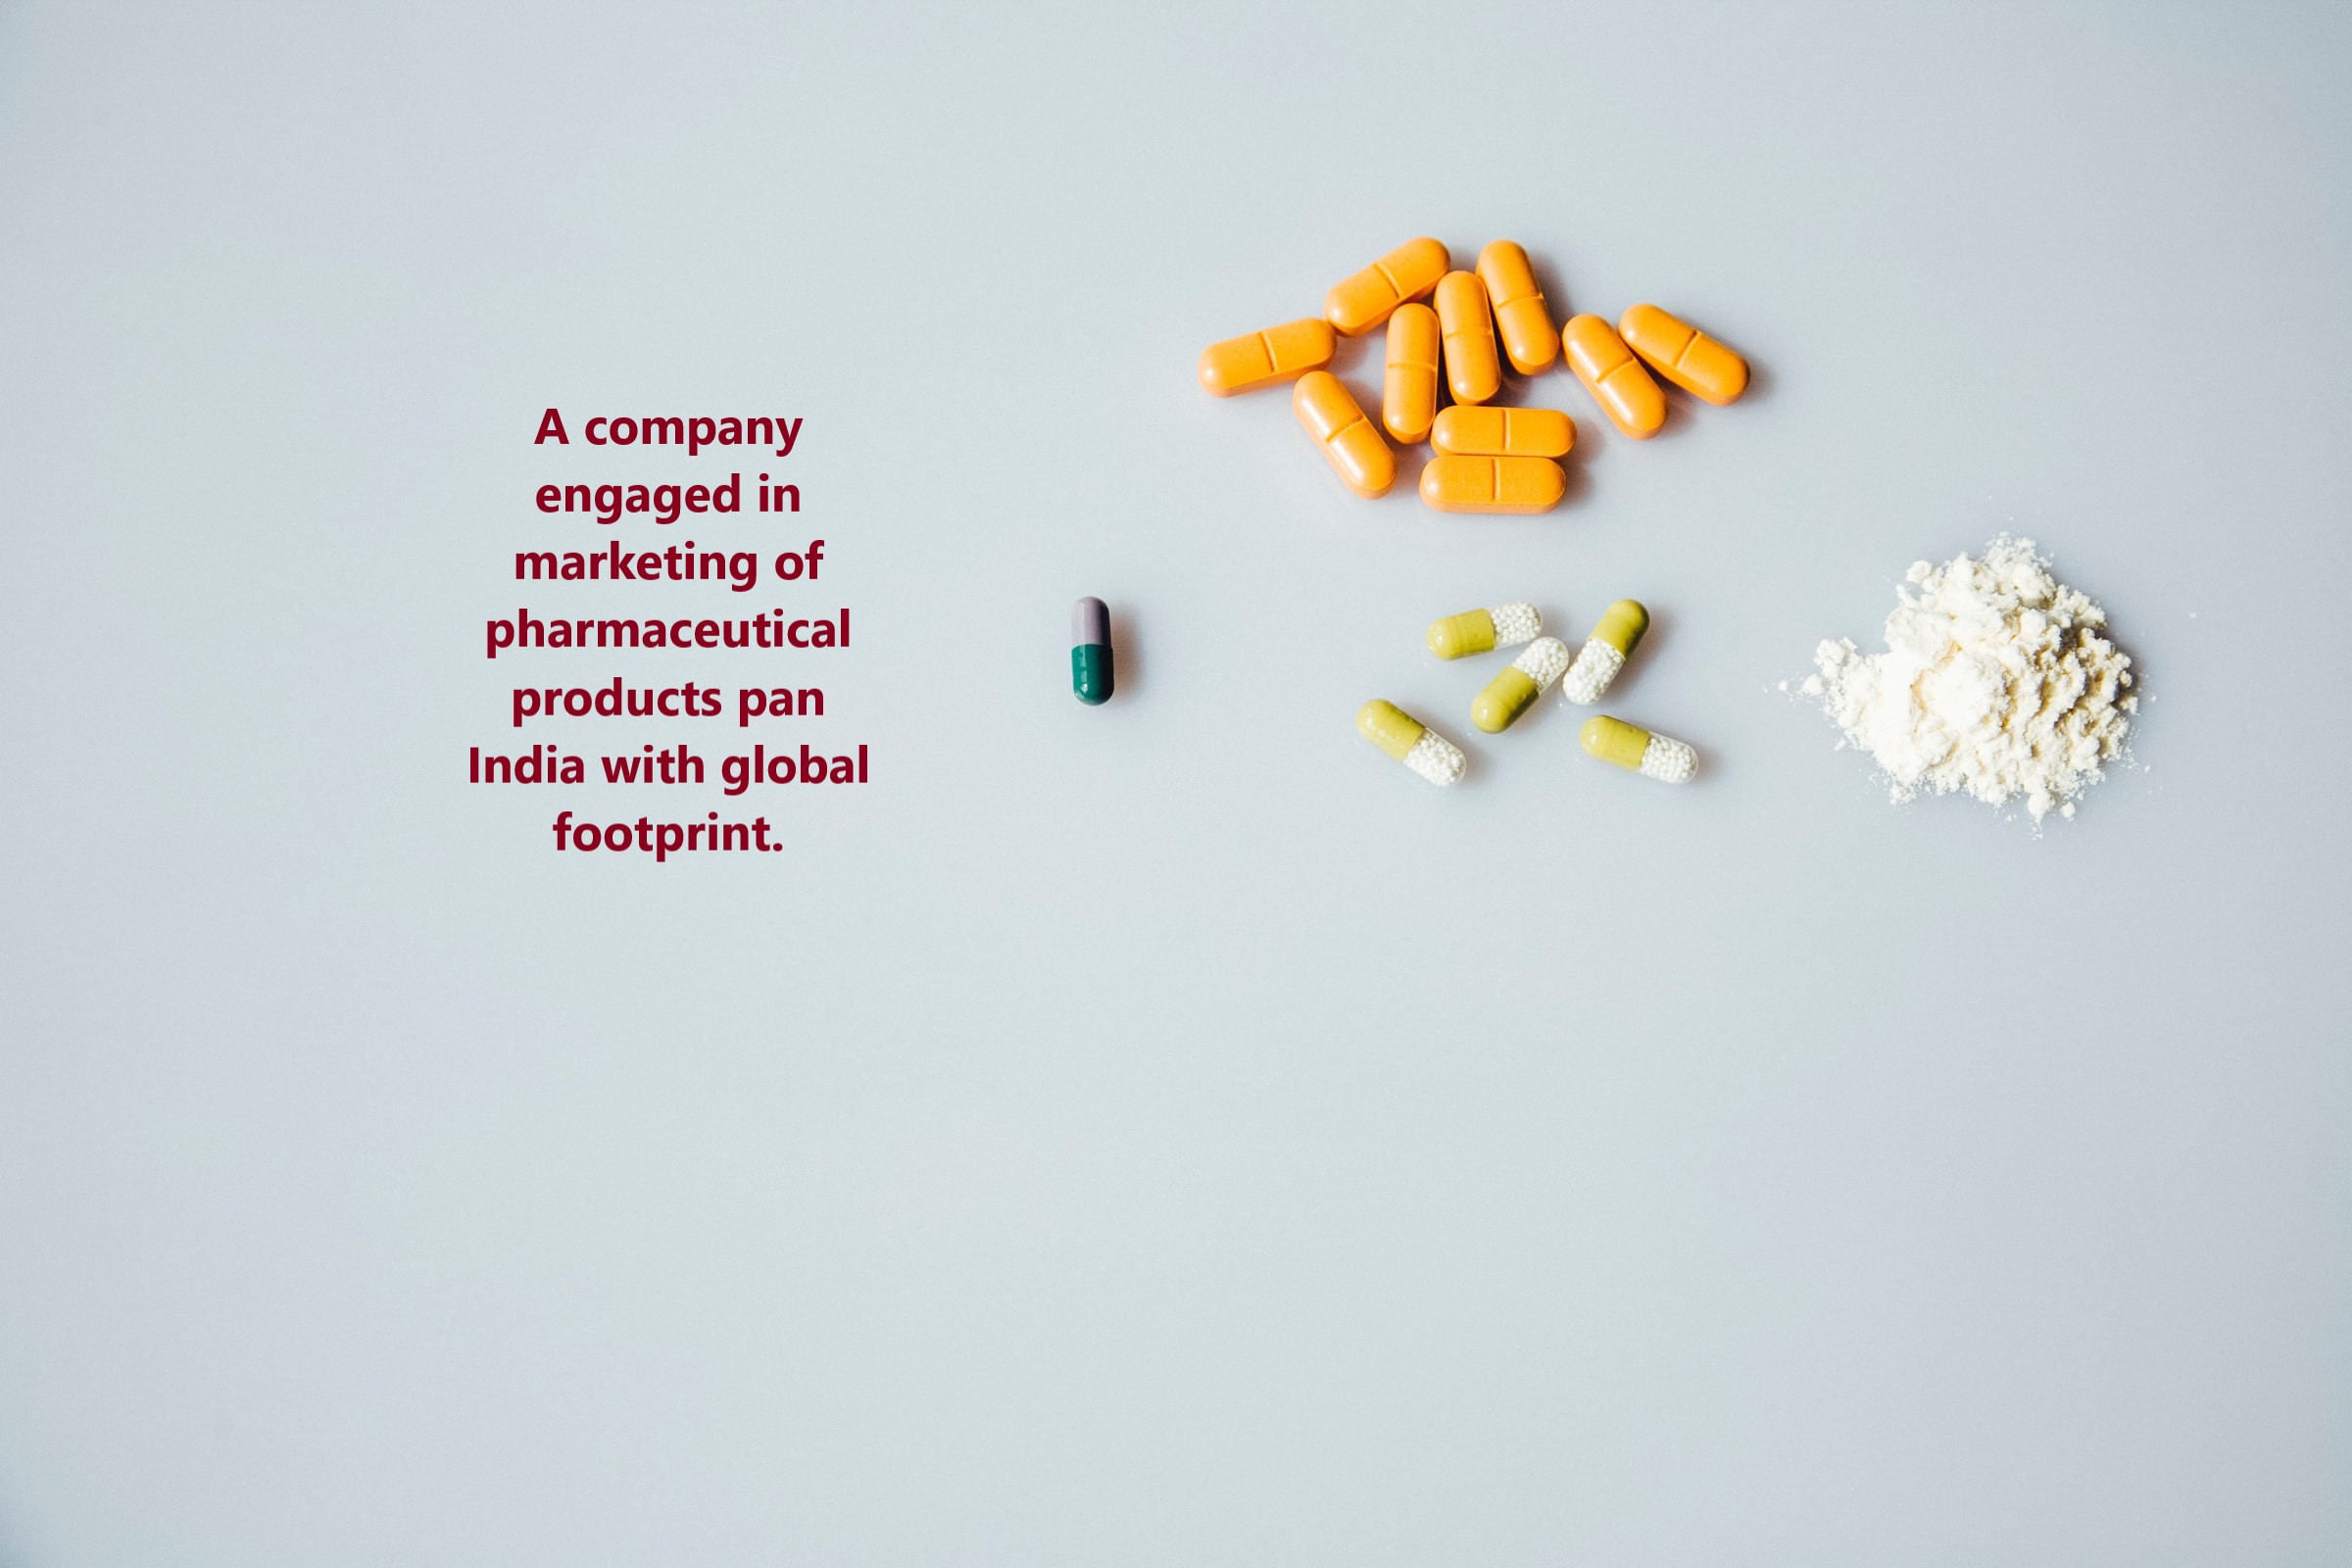 A company
engaged in
marketing of
pharmaceutical
products pan
India with global
footprint.